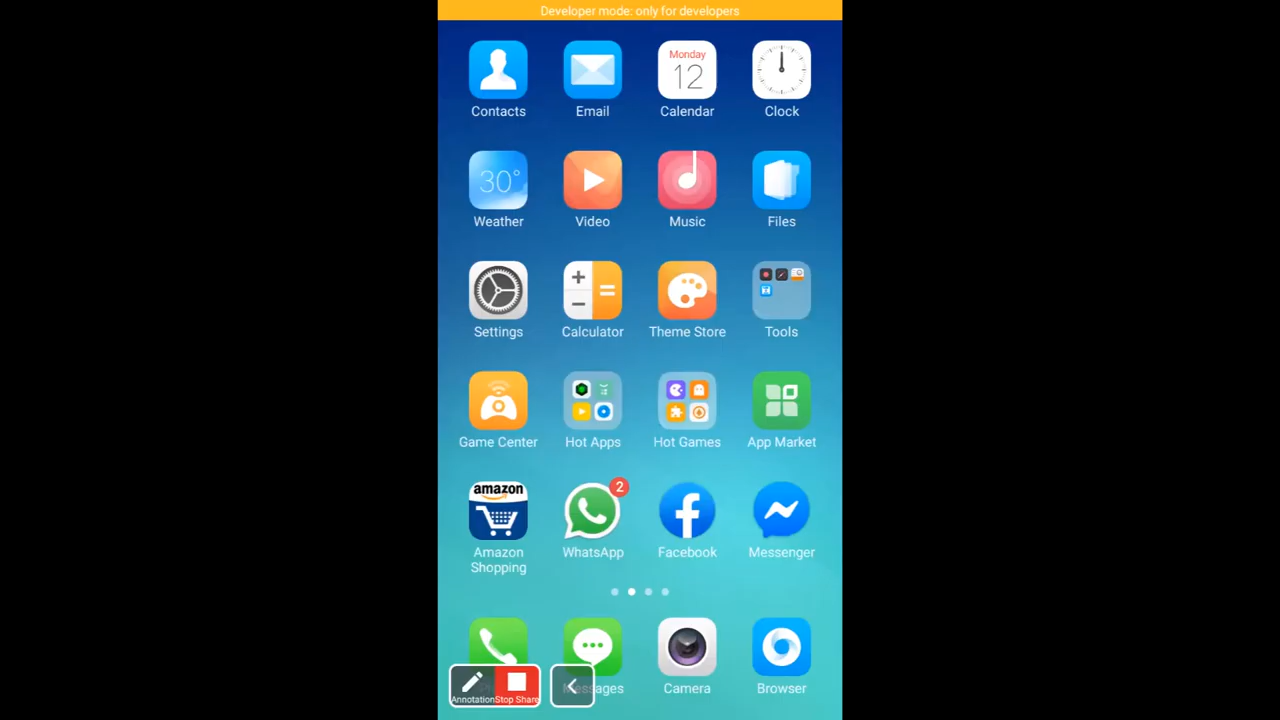 Developer mode: only for developers
Monday
12
Contacts
Email
Calendar
Clock
30°
Weather
Video
Music
Files
Settings
Calculator
Theme Store
Tools
Game Center
Hot Apps
Hot Games
App Market
amazon
2
Amazon
Shopping
WhatsApp
Facebook
Messenger
Annotation
Stop Share
Camera
Browser